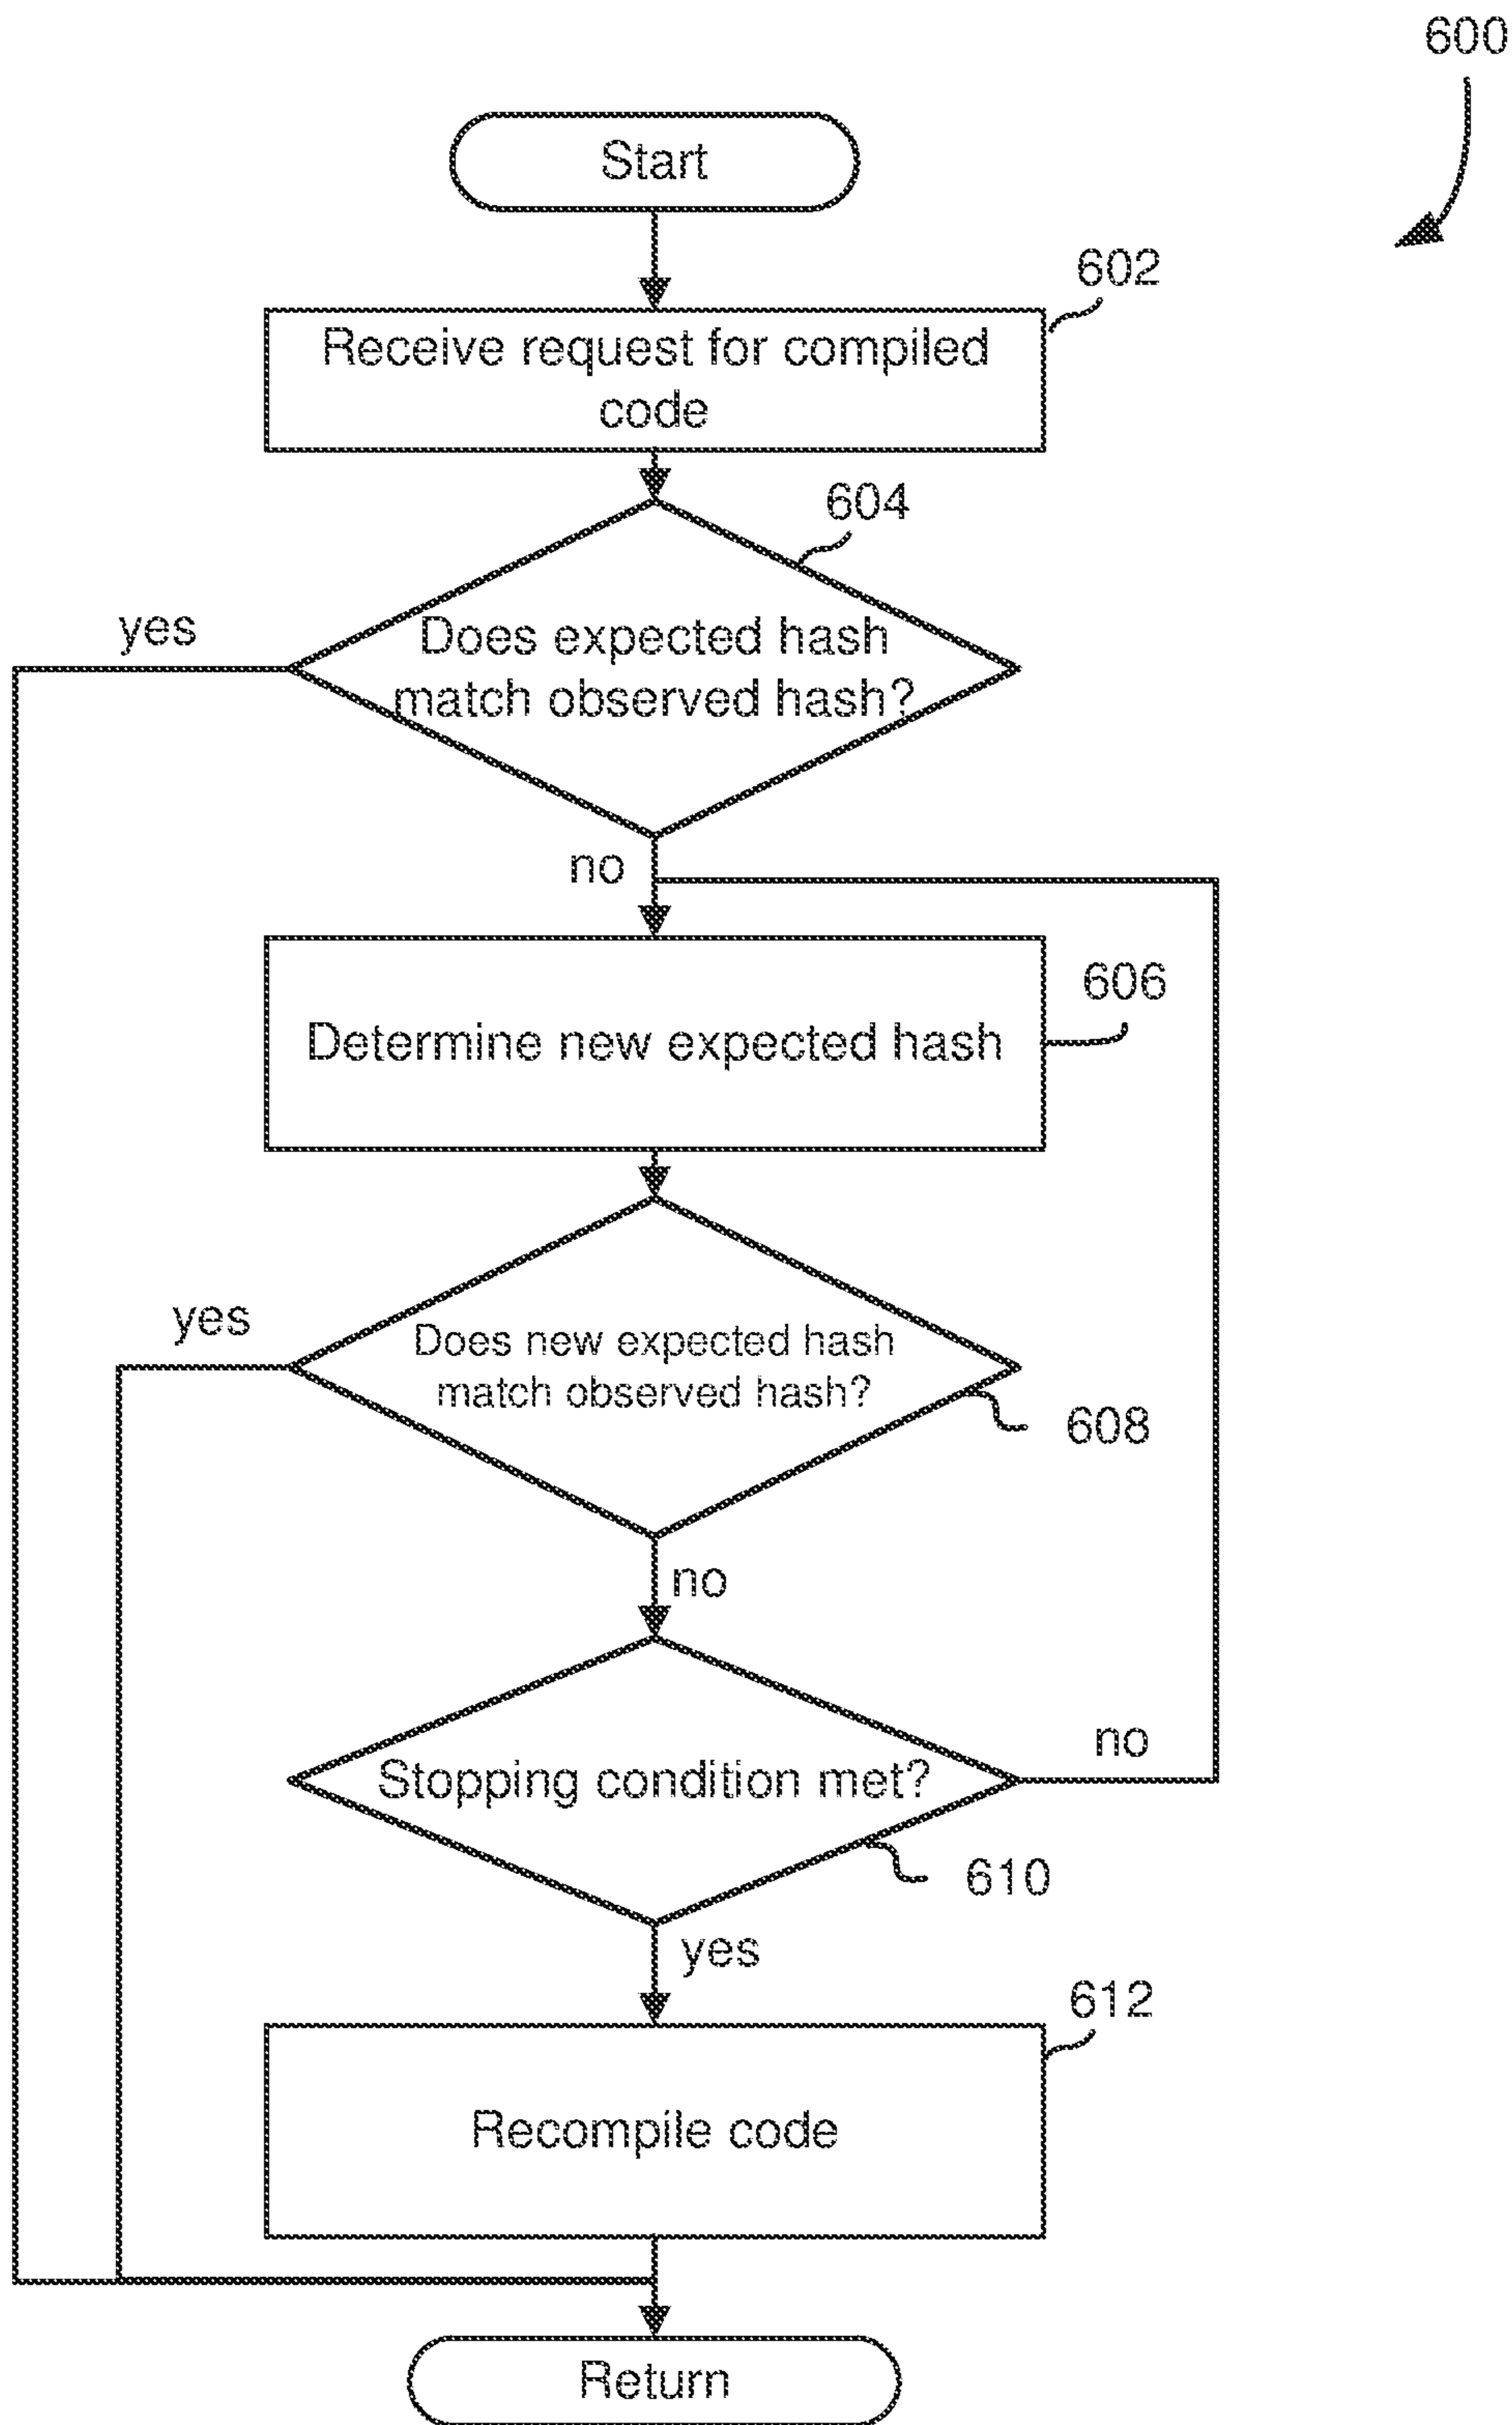 600
Start
602
Receive request for compiled
code
604
yes
Does expected hash
match observed hash?
no
606
Determine new expected hash
yes
Does new expected hash
match observed hash?
608
no
no
Stopping condition met?
610
yes
612
Recompile code
Return